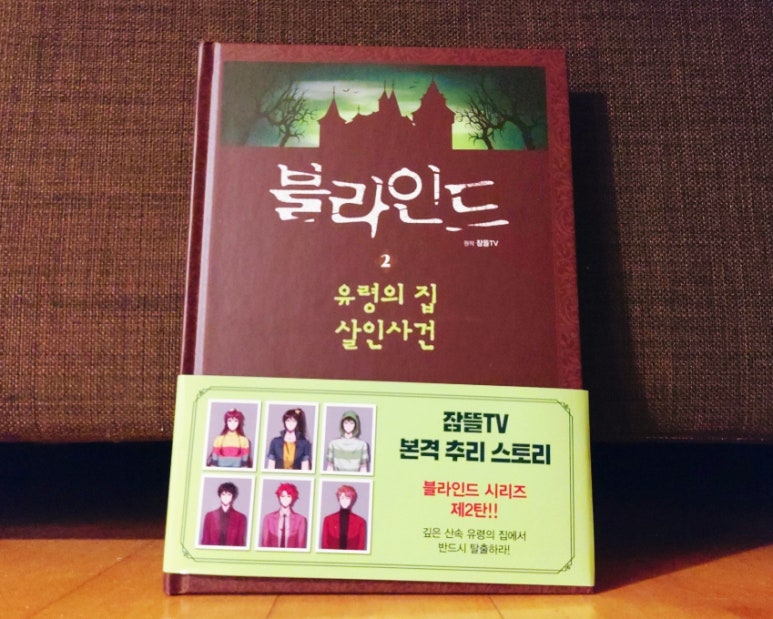 블라인드
원작 잠뜰TV
2
유령의 집
살인사건
잠뜰TV
본격 추리 스토리
블라인드 시리즈
제2탄!!
깊은 산속 유령의 집에서
반드시 탈출하라!